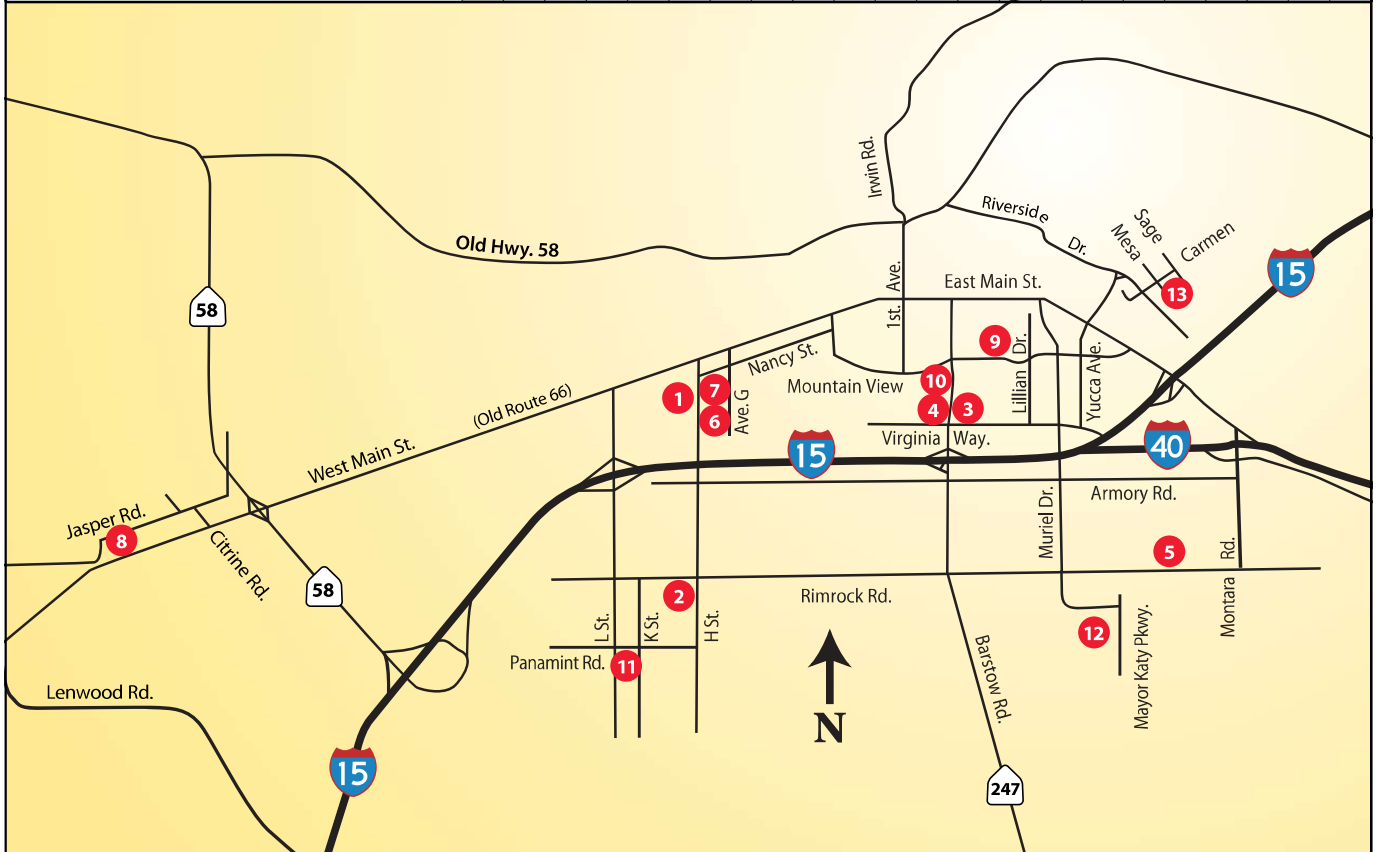 Irwin Rd.
Riverside
Dr.
Sage
Mesa
Carmen
Old Hwy. 58
15
58
1st. Ave.
East Main St.
13
9
Lillian Dr.
Yucca Ave.
Nancy St.
Mountain View
10
7
1
Ave. G
4
3
6
(Old Route 66)
Virginia Way.
15
40
West Main St.
Armory Rd.
Jasper Rd.
8
Citrine Rd.
Muriel Dr.
5
Montara Rd.
58
2
Rimrock Rd.
L St.
K St.
H St.
12
Mayor Katy Pkwy.
Panamint Rd.
11
Barstow Rd.
Lenwood Rd.
N
15
247